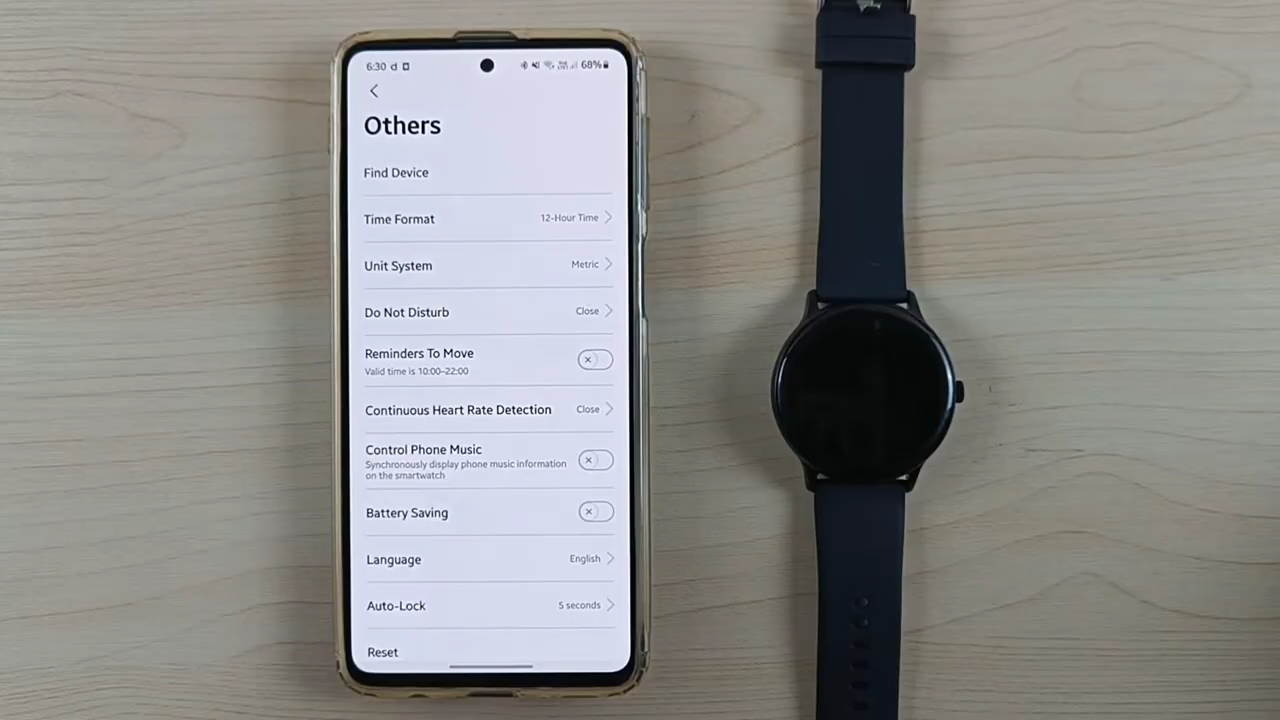 6:30
68%
Others
Find Device
Time Format 12-Hour Time
Unit System Metric
Do Not Disturb Close
Reminders To Move
Valid time is 10:00–22:00
Continuous Heart Rate Detection Close
Control Phone Music
Synchronously display phone music information
on the smartwatch
Battery Saving
Language English
Auto-Lock 5 seconds
Reset